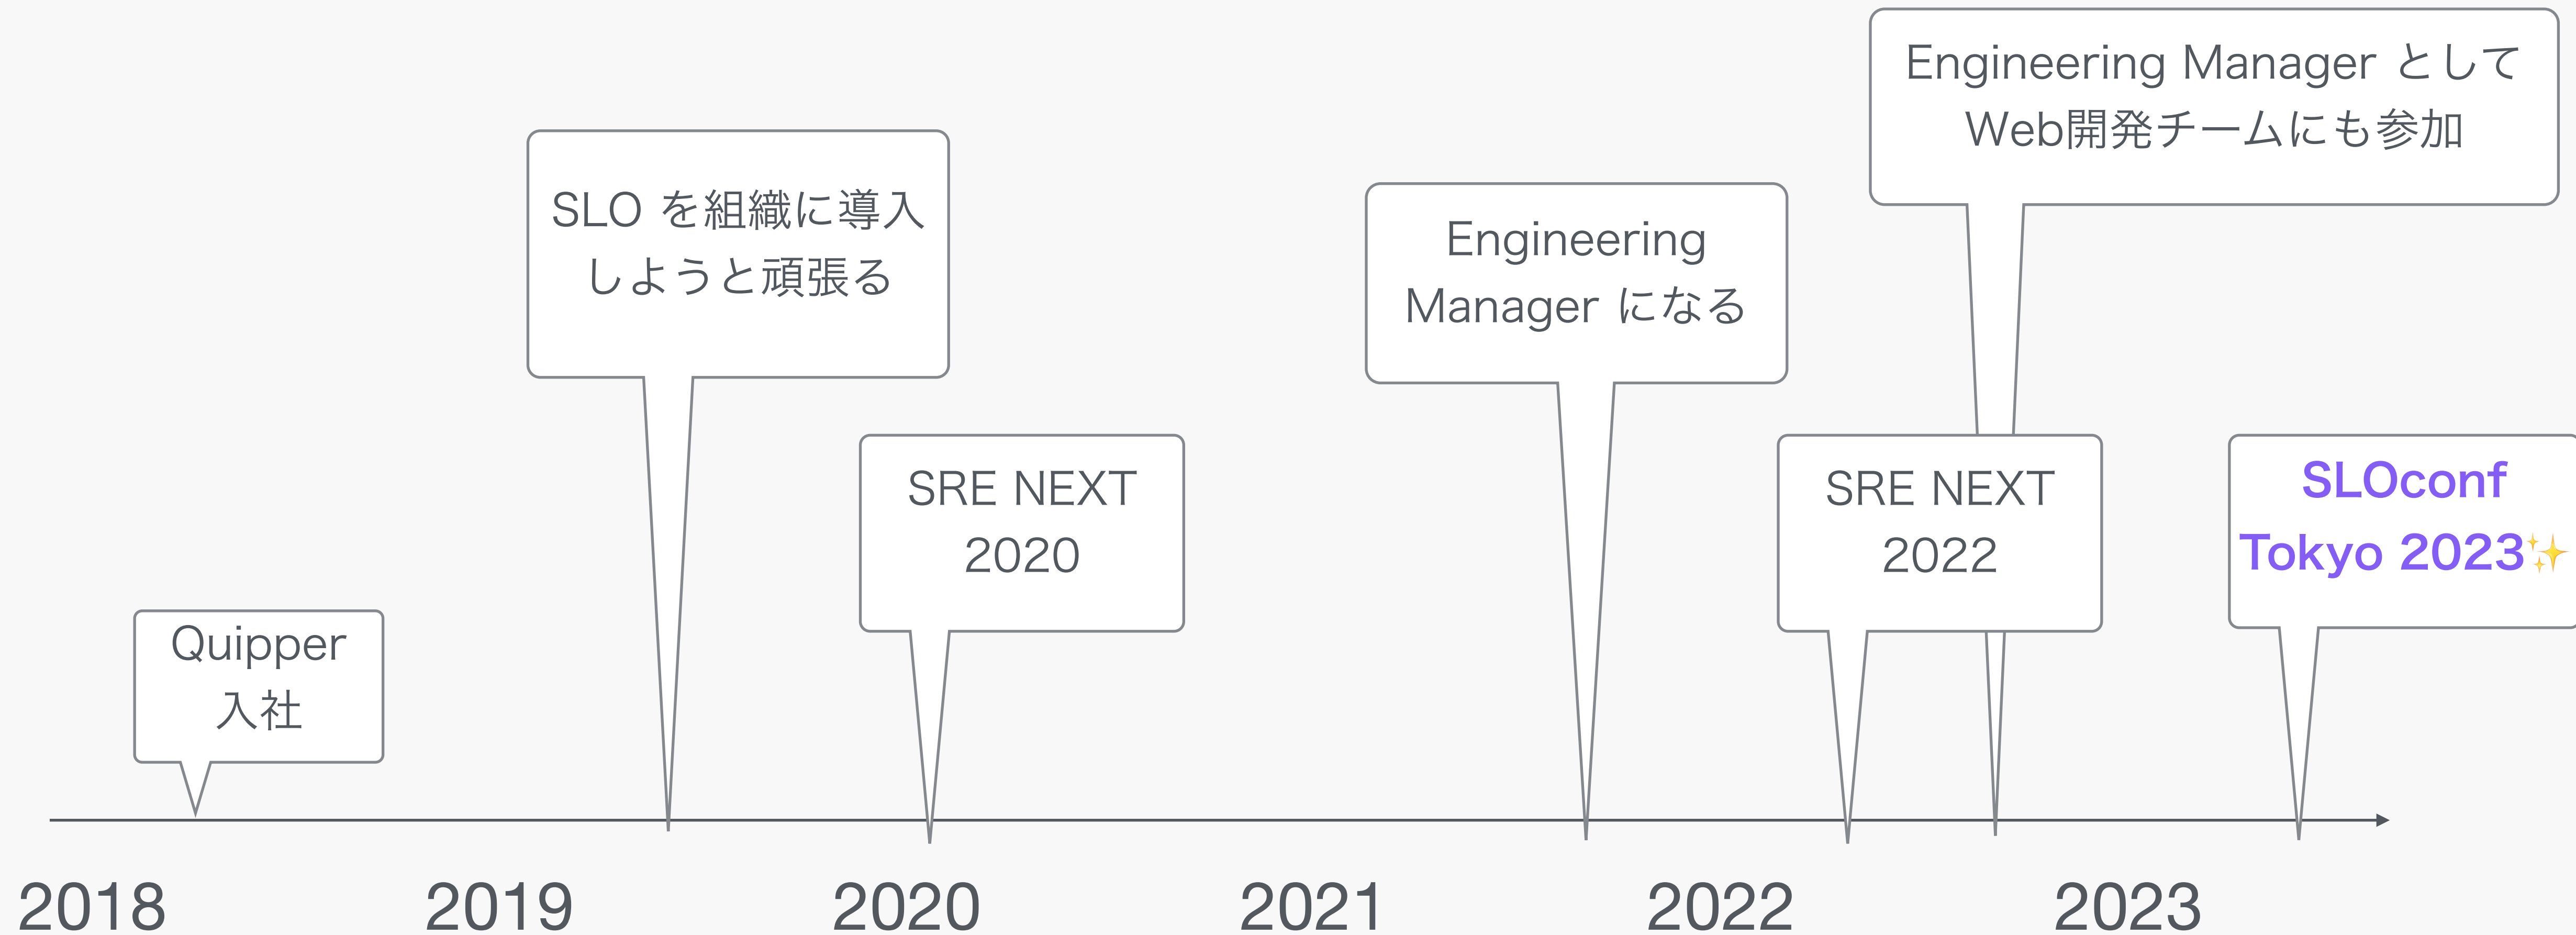 Engineering Manager として
Web開発チームにも参加
SLO を組織に導入
しようと頑張る
Engineering
Manager になる
SRE NEXT
2020
SRE NEXT
2022
SLOconf
Tokyo 2023✨
Quipper
入社
2018
2019
2020
2021
2022
2023